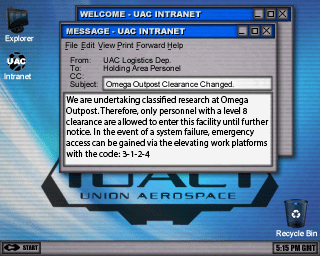 WELCOME - UAC INTRANET
MESSAGE - UAC INTRANET
File Edit View Print Forward Help
From: UAC Logistics Dep.
To: Holding Area Personel
CC:
Subject: Omega Outpost Clearance Changed.
We are undertaking classified research at Omega
Outpost. Therefore, only personnel with a level 8
clearance are allowed to enter this facility until further
notice. In the event of a system failure, emergency
access can be gained via the elevating work platforms
with the code: 3-1-2-4
Explorer
UAC
Intranet
UNION AEROSPACE
Recycle Bin
START
5:15 PM GMT